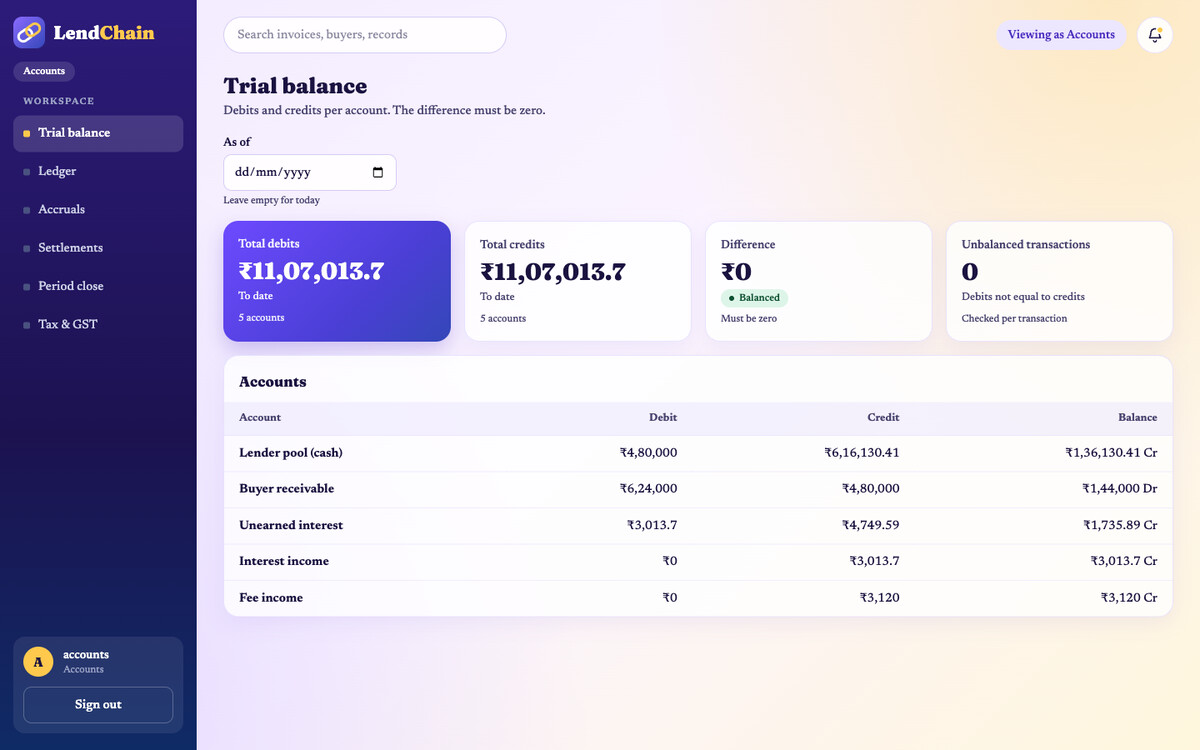 LendChain
Accounts
WORKSPACE
Trial balance
Ledger
Accruals
Settlements
Period close
Tax & GST
A
accounts
Accounts
Sign out
Search invoices, buyers, records
Viewing as Accounts
Trial balance
Debits and credits per account. The difference must be zero.
As of
dd/mm/yyyy
Leave empty for today
Total debits
₹11,07,013.7
To date
5 accounts
Total credits
₹11,07,013.7
To date
5 accounts
Difference
₹0
Balanced
Must be zero
Unbalanced transactions
0
Debits not equal to credits
Checked per transaction
Accounts
Account Debit Credit Balance
Lender pool (cash) ₹4,80,000 ₹6,16,130.41 ₹1,36,130.41 Cr
Buyer receivable ₹6,24,000 ₹4,80,000 ₹1,44,000 Dr
Unearned interest ₹3,013.7 ₹4,749.59 ₹1,735.89 Cr
Interest income ₹0 ₹3,013.7 ₹3,013.7 Cr
Fee income ₹0 ₹3,120 ₹3,120 Cr